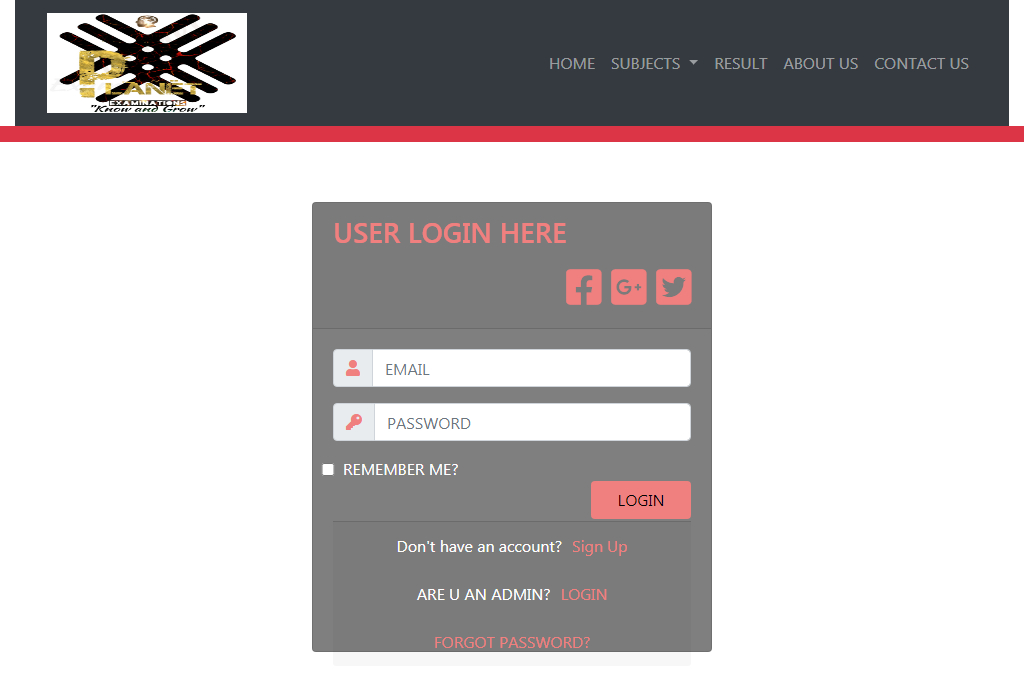 PLANET
EXAMINATIONS
"Know and Grow"
HOME SUBJECTS RESULT ABOUT US CONTACT US
USER LOGIN HERE
EMAIL
PASSWORD
REMEMBER ME?
LOGIN
Don't have an account? Sign Up
ARE U AN ADMIN? LOGIN
FORGOT PASSWORD?